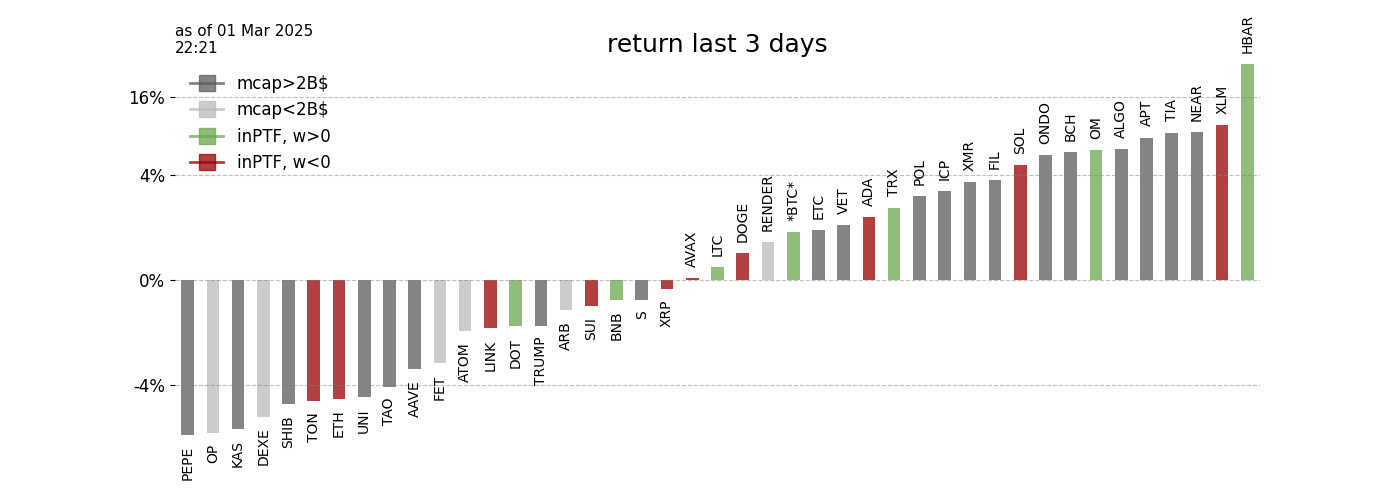 as of 01 Mar 2025
22:21
return last 3 days
mcap>2B$
mcap<2B$
inPTF, w>0
inPTF, w<0
16%
4%
0%
-4%
PEPE
OP
KAS
DEXE
SHIB
TON
ETH
UNI
TAO
AAVE
FET
ATOM
LINK
DOT
TRUMP
ARB
SUI
BNB
S
XRP
AVAX
LTC
DOGE
RENDER
*BTC*
ETC
VET
ADA
TRX
POL
ICP
XMR
FIL
SOL
ONDO
BCH
OM
ALGO
APT
TIA
NEAR
XLM
HBAR